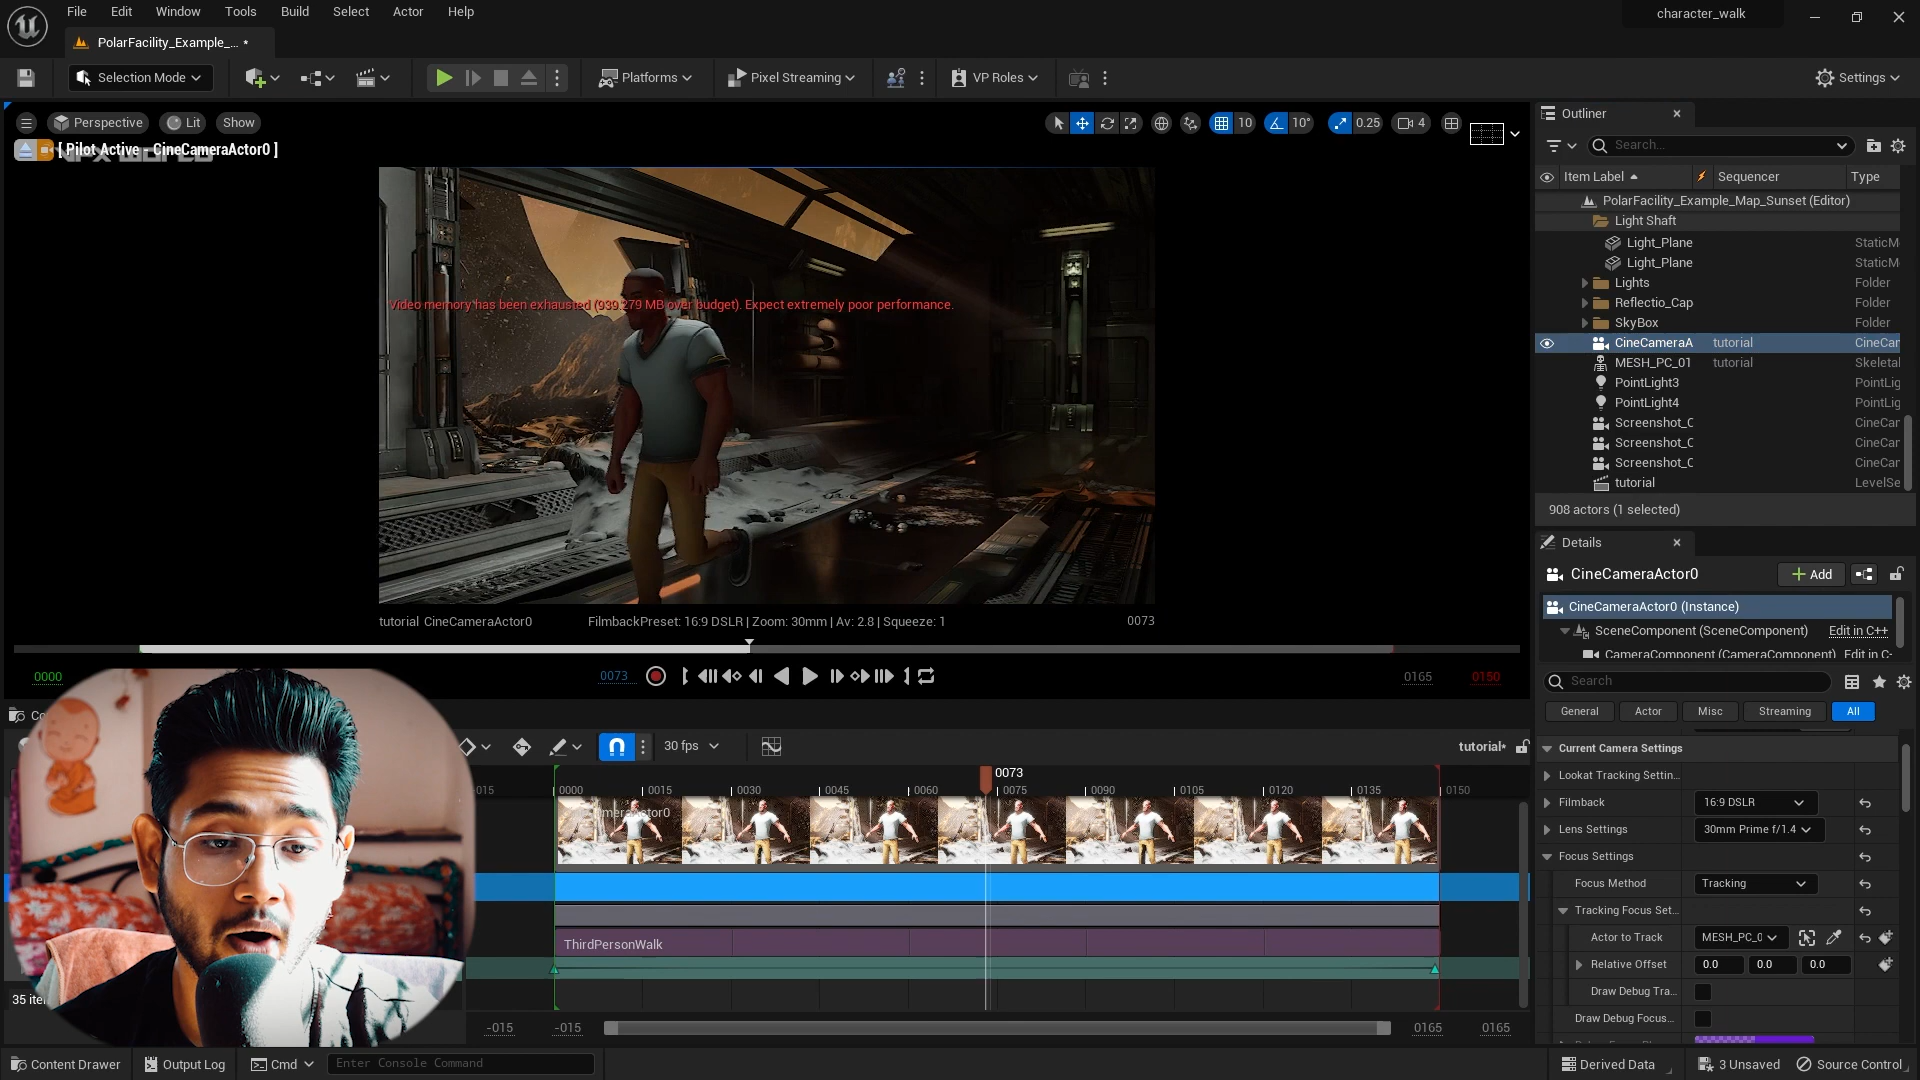 File Edit Window Tools Build Select Actor Help
character_walk
PolarFacility_Example_... •
Selection Mode
Platforms
Pixel Streaming
VP Roles
Settings
Perspective
Lit
Show
10
10°
0.25
4
[ Pilot Active - CineCameraActor0 ]
Video memory has been exhausted (939.279 MB over budget). Expect extremely poor performance.
tutorial CineCameraActor0
FilmbackPreset: 16:9 DSLR | Zoom: 30mm | Av: 2.8 | Squeeze: 1
0073
0000
0073
0165
0150
30 fps
tutorial*
0073
-015 0000 0015 0030 0045 0060 0075 0090 0105 0120 0135 0150
ThirdPersonWalk
-015 -015 0165 0165
Content Drawer
Output Log
Cmd
Enter Console Command
Derived Data
3 Unsaved
Source Control
Outliner
Search...
Item Label
Sequencer
Type
PolarFacility_Example_Map_Sunset (Editor)
Light Shaft
Light_Plane StaticM
Light_Plane StaticM
Lights Folder
Reflectio_Cap Folder
SkyBox Folder
CineCameraA tutorial CineCar
MESH_PC_01 tutorial Skeletal
PointLight3 PointLig
PointLight4 PointLig
Screenshot_C CineCar
Screenshot_C CineCar
Screenshot_C CineCar
tutorial LevelSe
908 actors (1 selected)
Details
CineCameraActor0
+ Add
CineCameraActor0 (Instance)
SceneComponent (SceneComponent) Edit in C++
CameraComponent (CameraComponent) Edit in C-
Search
General
Actor
Misc
Streaming
All
Current Camera Settings
Lookat Tracking Settin...
Filmback 16:9 DSLR
Lens Settings 30mm Prime f/1.4
Focus Settings
Focus Method Tracking
Tracking Focus Set...
Actor to Track MESH_PC_0
Relative Offset 0.0 0.0 0.0
Draw Debug Tra...
Draw Debug Focus...